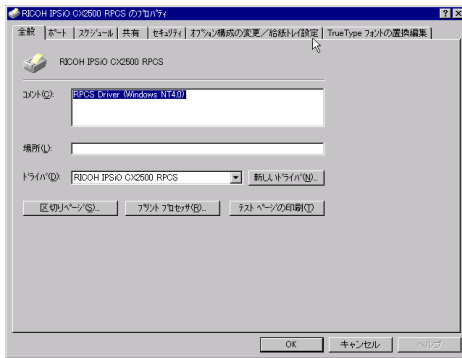 RICOH IPSiO CX2500 RPCS のプロパティ
全般 ポート スケジュール 共有 セキュリティ オプション構成の変更/給紙トレイ設定 TrueType フォントの置換編集
RICOH IPSiO CX2500 RPCS
コメント(C): RPCS Driver (Windows NT4.0)
場所(L):
ドライバ(D): RICOH IPSiO CX2500 RPCS 新しいドライバ(N)...
区切りページ(S)... プリント プロセッサ(R)... テスト ページの印刷(T)
OK キャンセル ヘルプ